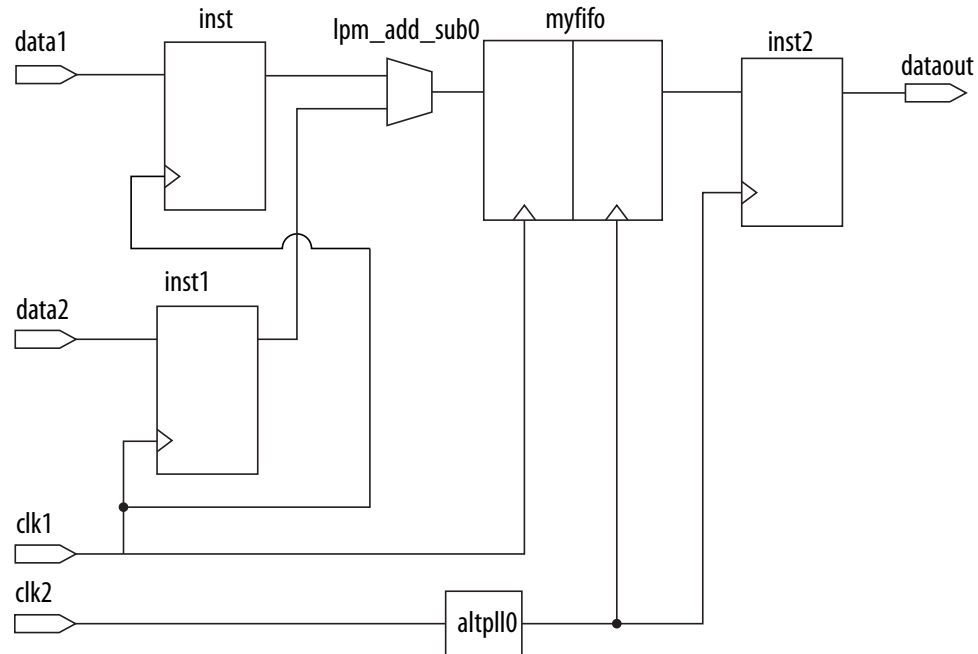 inst
lpm_add_sub0
myfifo
inst2
data1
dataout
inst1
data2
clk1
clk2
altpll0